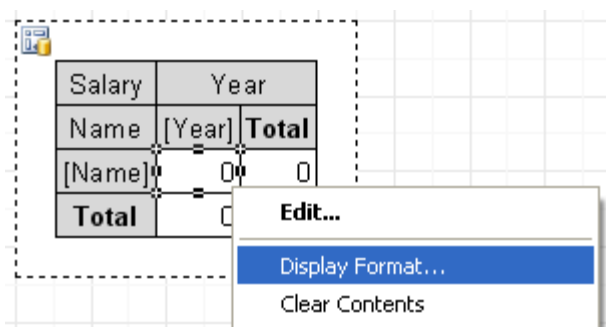 Salary Year
Name [Year] Total
[Name] 0 0
Total 0
Edit...
Display Format...
Clear Contents